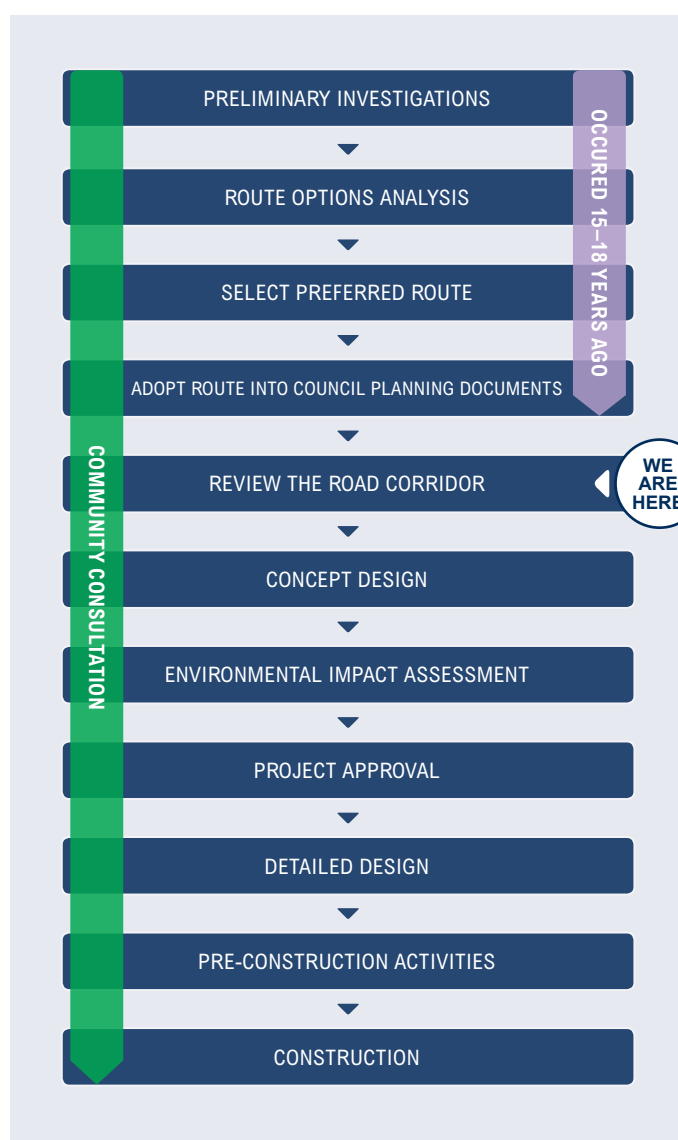 PRELIMINARY INVESTIGATIONS
ROUTE OPTIONS ANALYSIS
SELECT PREFERRED ROUTE
ADOPT ROUTE INTO COUNCIL PLANNING DOCUMENTS
OCCURED 15–18 YEARS AGO
REVIEW THE ROAD CORRIDOR
WE
ARE
HERE
CONCEPT DESIGN
ENVIRONMENTAL IMPACT ASSESSMENT
PROJECT APPROVAL
DETAILED DESIGN
PRE-CONSTRUCTION ACTIVITIES
CONSTRUCTION
COMMUNITY CONSULTATION